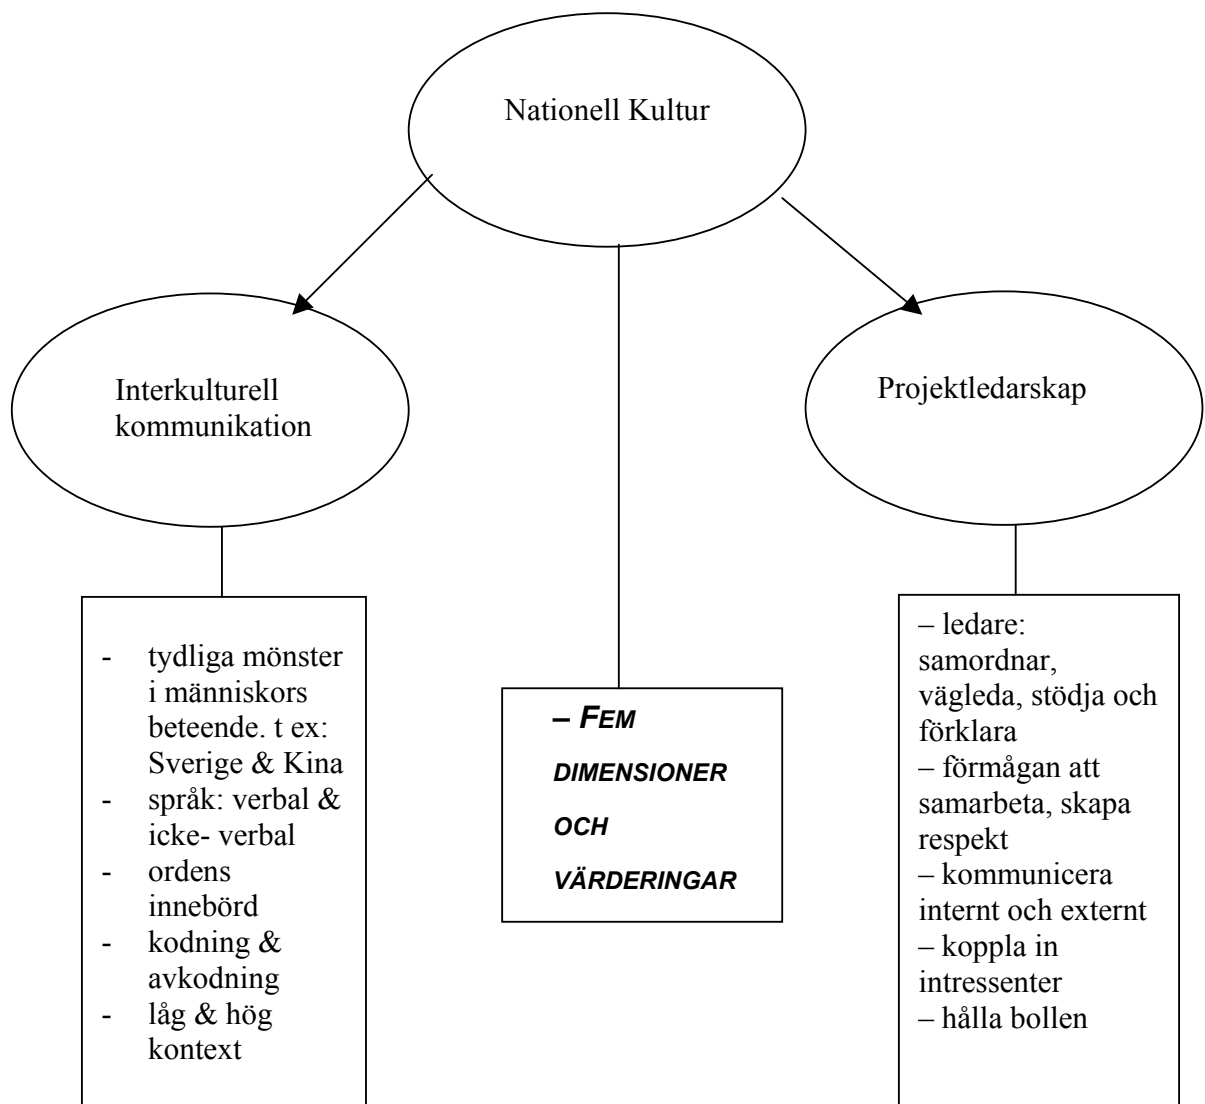 Nationell Kultur
Interkulturell
kommunikation
Projektledarskap
- tydliga mönster
i människors
beteende. t ex:
Sverige & Kina
- språk: verbal &
icke- verbal
- ordens
innebörd
- kodning &
avkodning
- låg & hög
kontext
– FEM
DIMENSIONER
OCH
VÄRDERINGAR
– ledare:
samordnar,
vägleda, stödja och
förklara
– förmågan att
samarbeta, skapa
respekt
– kommunicera
internt och externt
– koppla in
intressenter
– hålla bollen